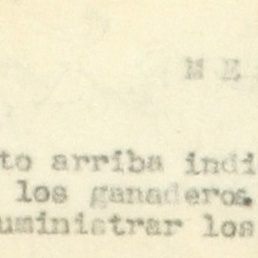 M E
to arriba indi
los ganaderos.
uministrar los